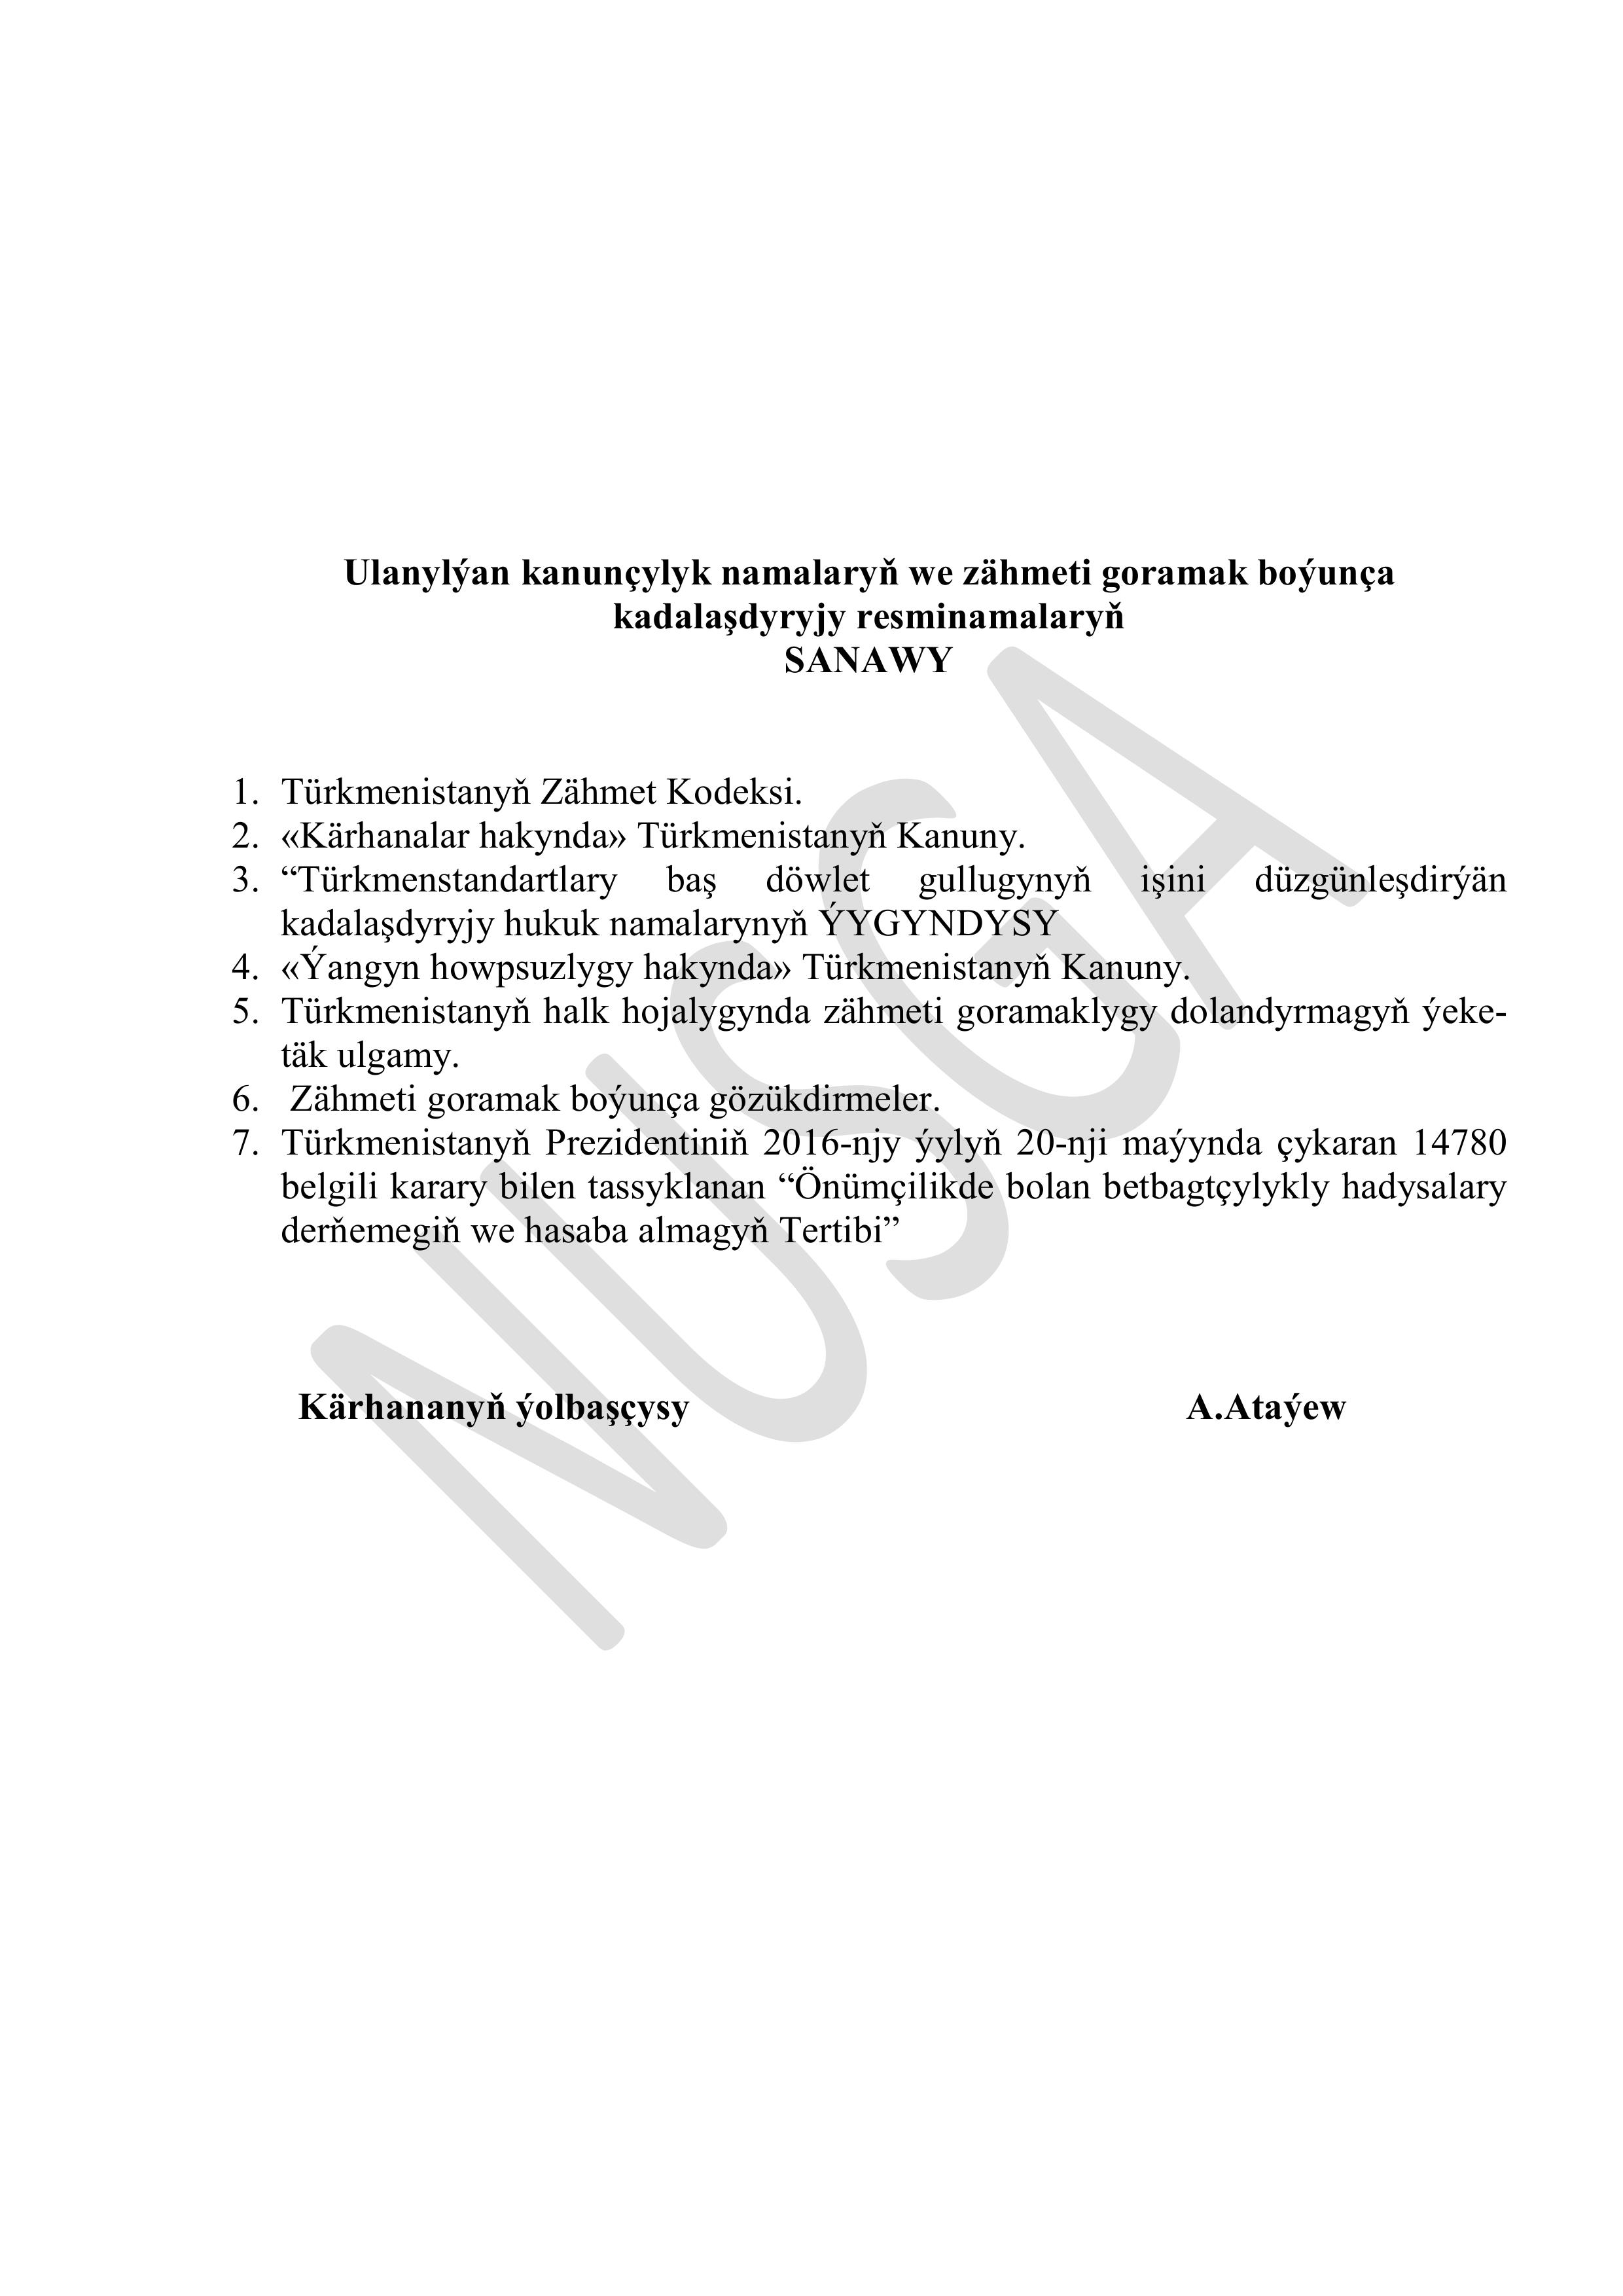 Ulanylýan kanunçylyk namalaryň we zähmeti goramak boýunça
kadalaşdyryjy resminamalaryň
SANAWY
1. Türkmenistanyň Zähmet Kodeksi.
2. «Kärhanalar hakynda» Türkmenistanyň Kanuny.
3. “Türkmenstandartlary baş döwlet gullugynyň işini düzgünleşdirýän
kadalaşdyryjy hukuk namalarynyň ÝYGYNDYSY
4. «Ýangyn howpsuzlygy hakynda» Türkmenistanyň Kanuny.
5. Türkmenistanyň halk hojalygynda zähmeti goramaklygy dolandyrmagyň ýeke-
täk ulgamy.
6. Zähmeti goramak boýunça gözükdirmeler.
7. Türkmenistanyň Prezidentiniň 2016-njy ýylyň 20-nji maýynda çykaran 14780
belgili karary bilen tassyklanan “Önümçilikde bolan betbagtçylykly hadysalary
derňemegiň we hasaba almagyň Tertibi”
Kärhananyň ýolbaşçysy A.Ataýew
NUSGA